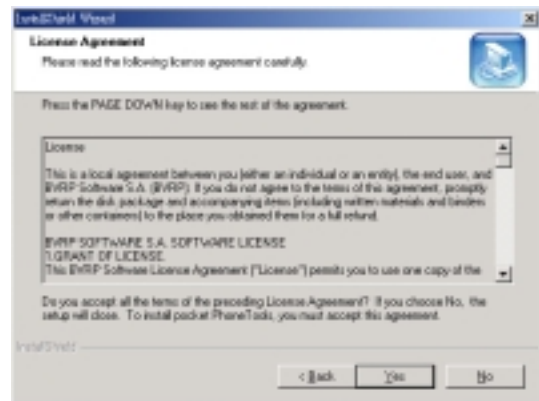 InstallShield Wizard
License Agreement
Please read the following license agreement carefully.
Press the PAGE DOWN key to see the rest of the agreement.
License
This is a local agreement between you (either an individual or an entity), the end user, and
BVRP Software S.A. (BVRP). If you do not agree to the terms of this agreement, promptly
return the disk package and accompanying items (including written materials and binders
or other containers) to the place you obtained them for a full refund.
BVRP SOFTWARE S.A. SOFTWARE LICENSE
1.GRANT OF LICENSE.
This BVRP Software License Agreement ("License") permits you to use one copy of the
Do you accept all the terms of the preceding License Agreement? If you choose No, the
setup will close. To install pocket PhoneTools, you must accept this agreement.
InstallShield
< Back
Yes
No